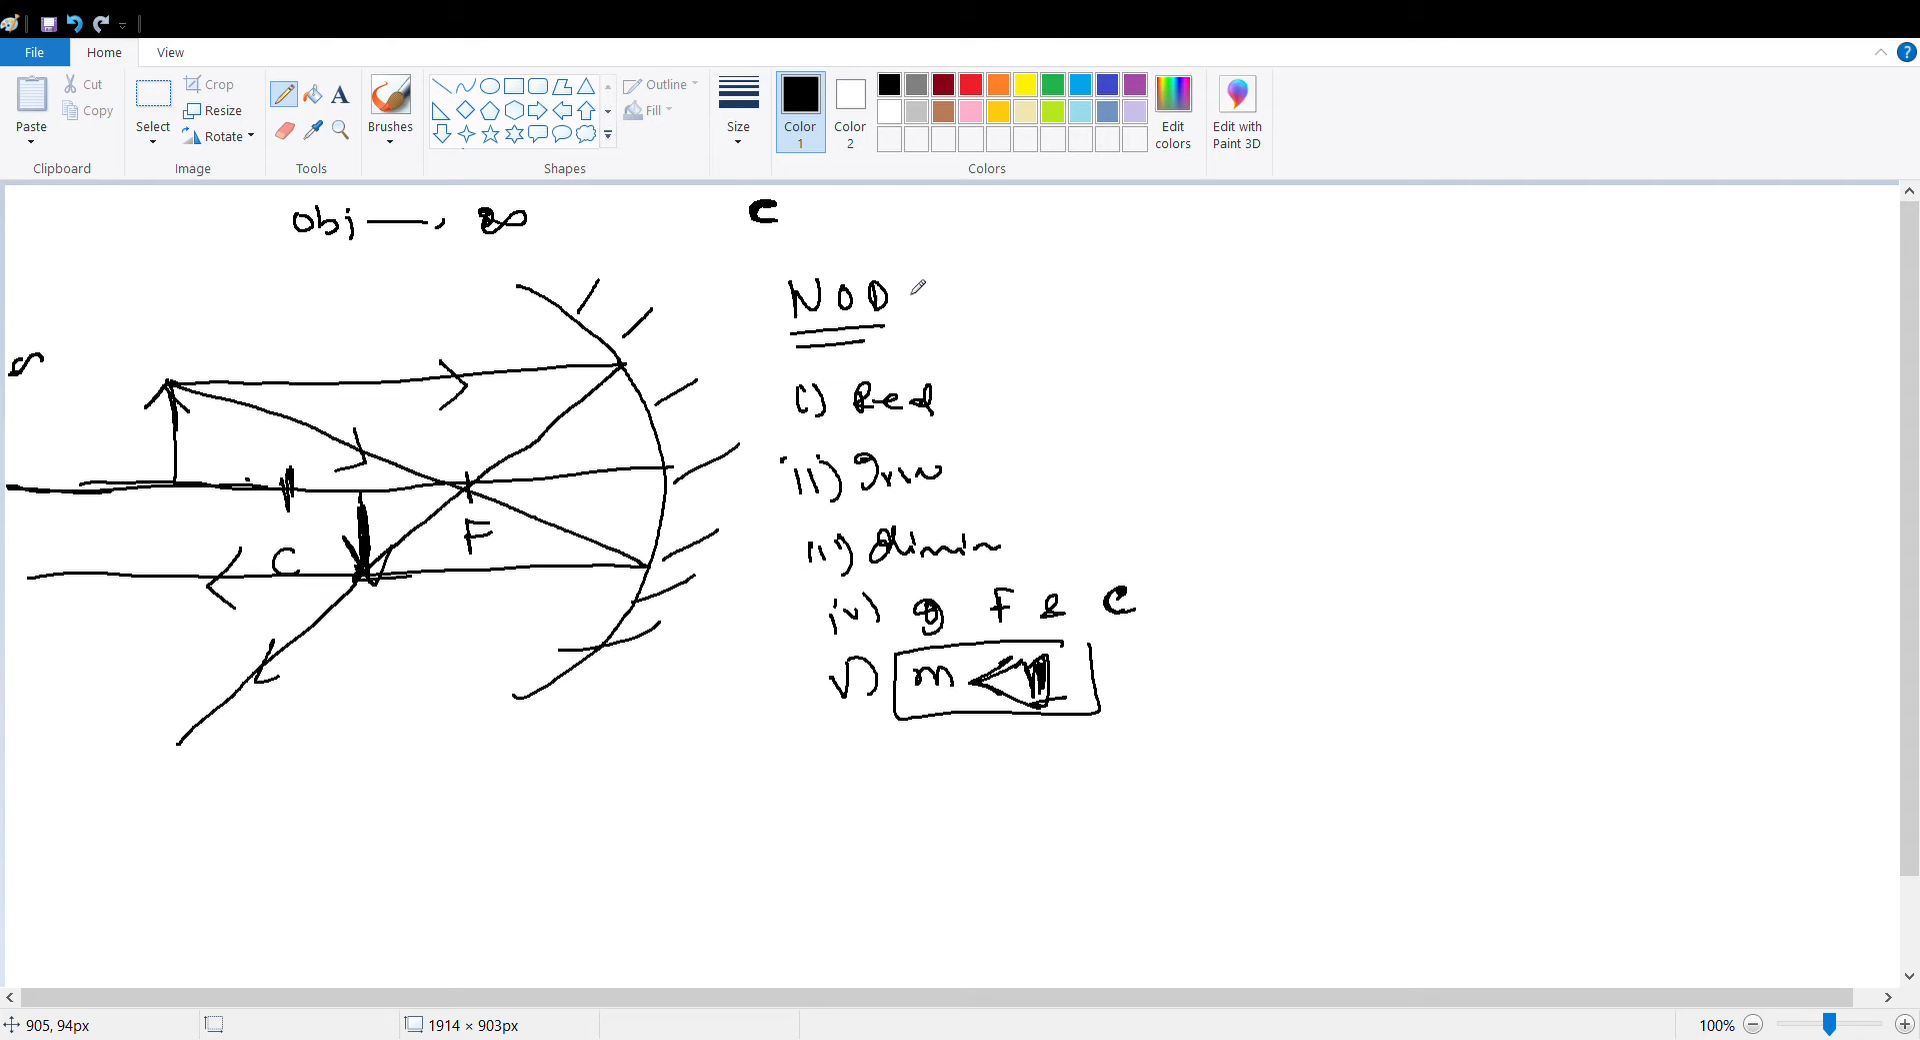 File Home View
Paste
Cut
Copy
Clipboard
Select
Crop
Resize
Rotate
Image
Tools
A
Brushes
Shapes
Outline
Fill
Size
Color 1
Color 2
Edit colors
Colors
Edit with Paint 3D
obj ∞
C
NOD
∞
i) Real
ii)
F
C
iii) dimin
iv) F & C
v) m <
905, 94px
1914 × 903px
100%